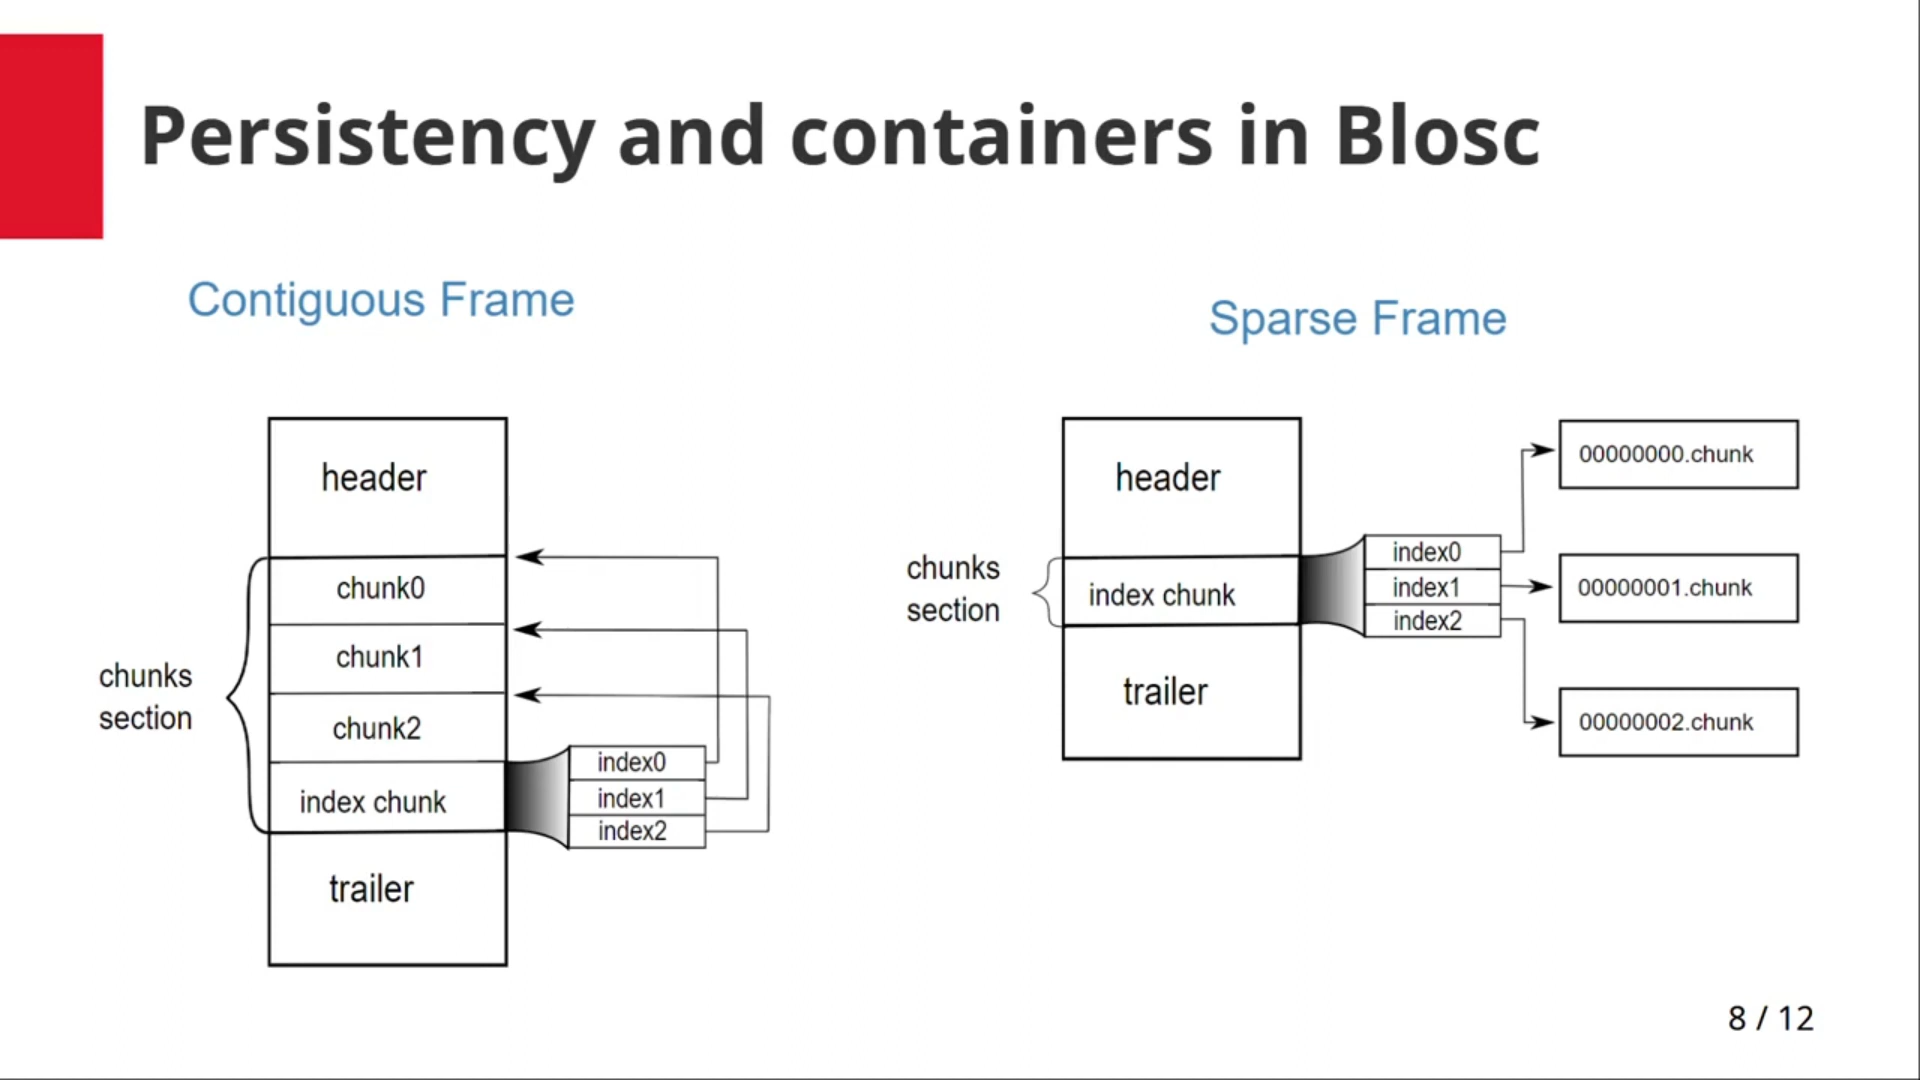 Persistency and containers in Blosc
Contiguous Frame
header
chunk0
chunk1
chunk2
index chunk
trailer
chunks
section
index0
index1
index2
Sparse Frame
header
index chunk
trailer
chunks
section
index0
index1
index2
00000000.chunk
00000001.chunk
00000002.chunk
8 / 12